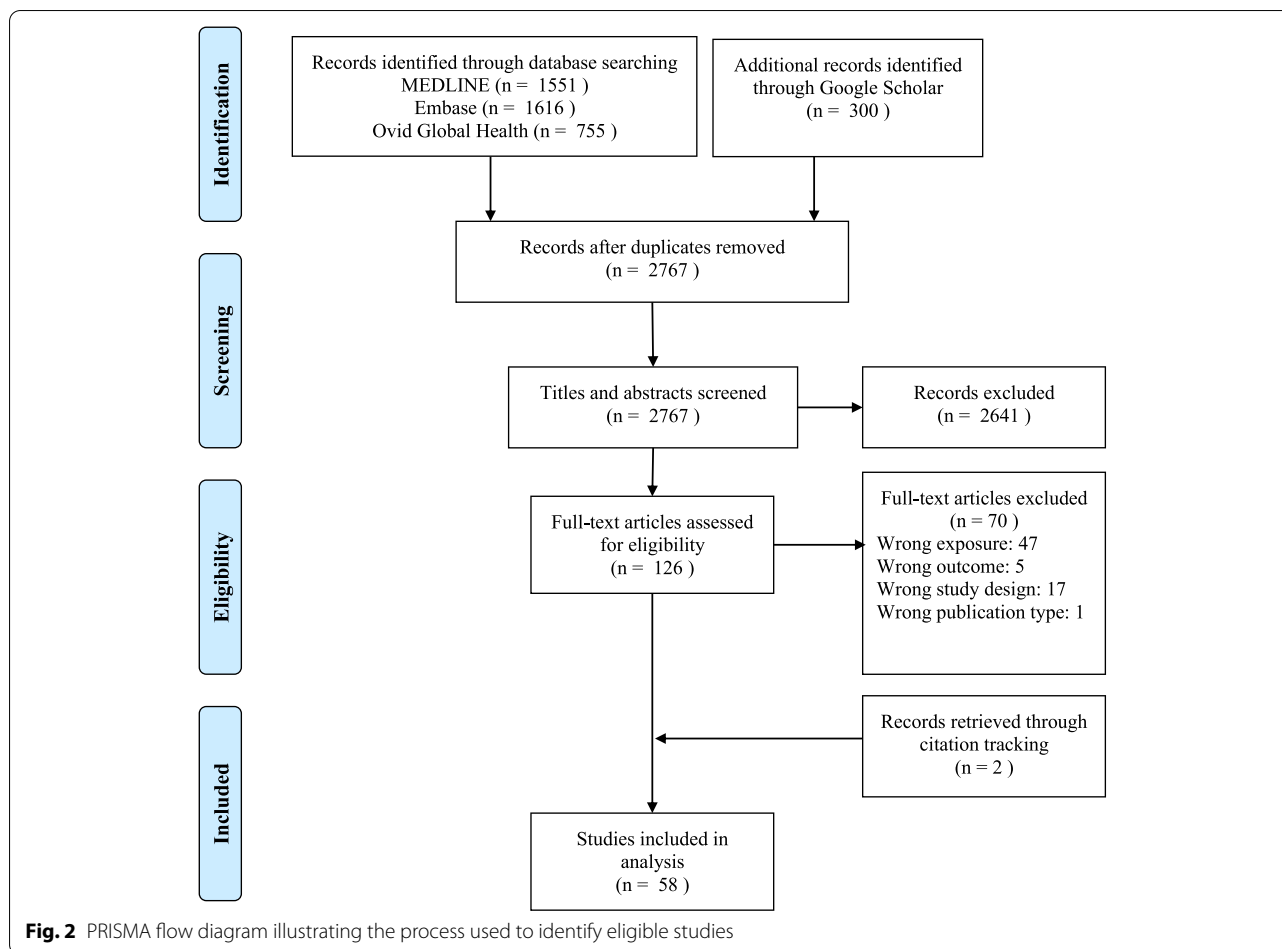 Identification
Records identified through database searching
MEDLINE (n = 1551 )
Embase (n = 1616 )
Ovid Global Health (n = 755 )
Additional records identified
through Google Scholar
(n = 300 )
Records after duplicates removed
(n = 2767 )
Screening
Titles and abstracts screened
(n = 2767 )
Records excluded
(n = 2641 )
Eligibility
Full-text articles assessed
for eligibility
(n = 126 )
Full-text articles excluded
(n = 70 )
Wrong exposure: 47
Wrong outcome: 5
Wrong study design: 17
Wrong publication type: 1
Included
Records retrieved through
citation tracking
(n = 2 )
Studies included in
analysis
(n = 58 )
Fig. 2 PRISMA flow diagram illustrating the process used to identify eligible studies